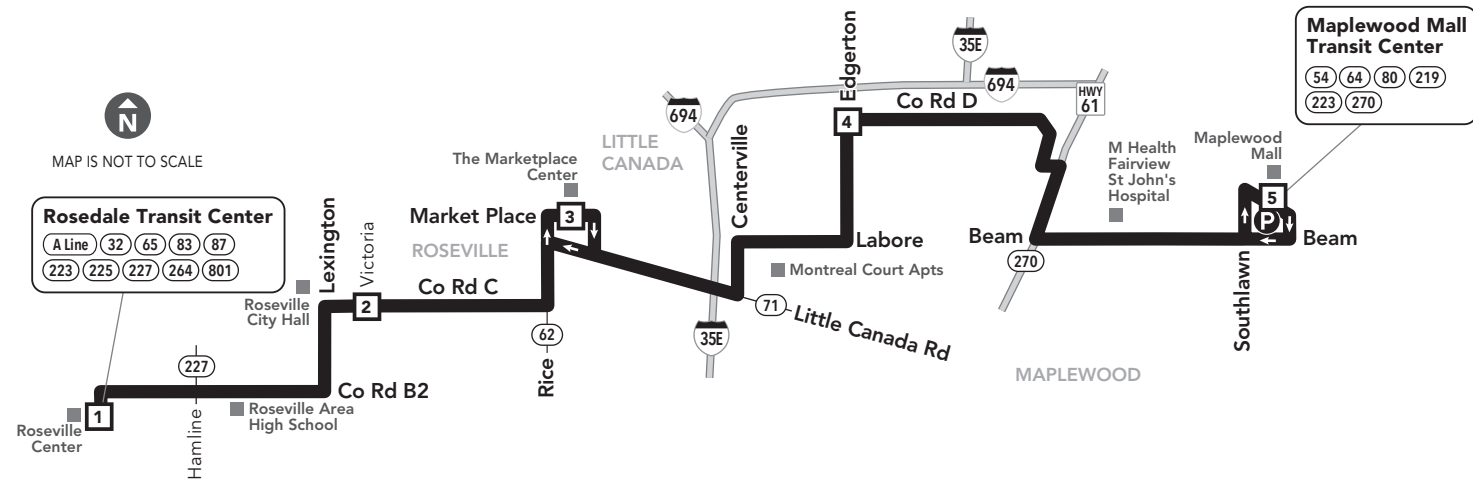 N
MAP IS NOT TO SCALE
Rosedale Transit Center
A Line 32 65 83 87
223 225 227 264 801
1
Roseville
Center
227
Hamline
Roseville Area
High School
Co Rd B2
Roseville
City Hall
Lexington
Victoria
2
Co Rd C
ROSEVILLE
Market Place
The Marketplace
Center
3
62
Rice
LITTLE
CANADA
694
35E
Centerville
71
Little Canada Rd
Montreal Court Apts
Labore
Edgerton
4
Co Rd D
35E
694
HWY
61
Beam
270
MAPLEWOOD
M Health
Fairview
St John's
Hospital
Maplewood
Mall
5
P
Beam
Southlawn
Maplewood Mall
Transit Center
54 64 80 219
223 270